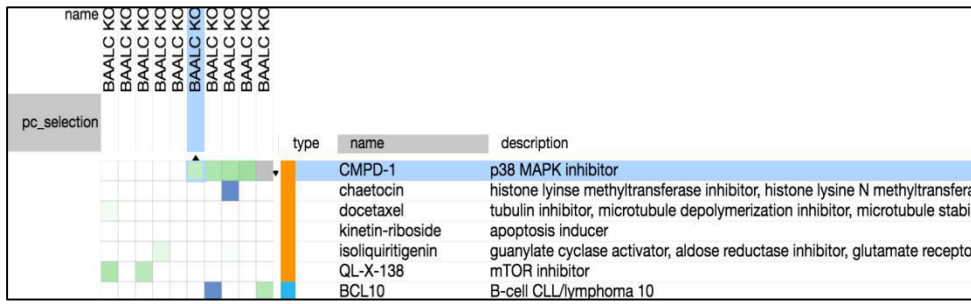 name
BAALC KO
BAALC KO
BAALC KO
BAALC KO
BAALC KO
BAALC KO
BAALC KO
BAALC KO
BAALC KO
BAALC KO
pc_selection
type name description
CMPD-1 p38 MAPK inhibitor
chaetocin histone lyinse methyltransferase inhibitor, histone lysine N methyltransfera
docetaxel tubulin inhibitor, microtubule depolymerization inhibitor, microtubule stabi
kinetin-riboside apoptosis inducer
isoliquiritigenin guanylate cyclase activator, aldose reductase inhibitor, glutamate recepto
QL-X-138 mTOR inhibitor
BCL10 B-cell CLL/lymphoma 10